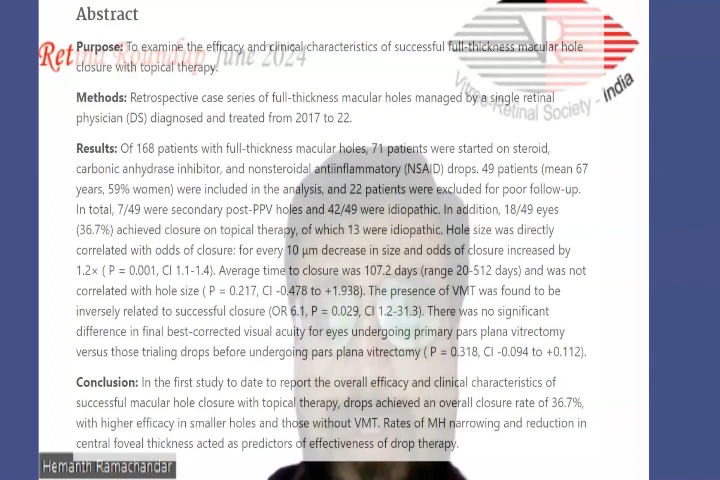 Abstract
Retina Roundup June 2024
Vitreo-Retinal Society - india
Purpose: To examine the efficacy and clinical characteristics of successful full-thickness macular hole
closure with topical therapy.
Methods: Retrospective case series of full-thickness macular holes managed by a single retinal
physician (DS) diagnosed and treated from 2017 to 22.
Results: Of 168 patients with full-thickness macular holes, 71 patients were started on steroid,
carbonic anhydrase inhibitor, and nonsteroidal antiinflammatory (NSAID) drops. 49 patients (mean 67
years, 59% women) were included in the analysis, and 22 patients were excluded for poor follow-up.
In total, 7/49 were secondary post-PPV holes and 42/49 were idiopathic. In addition, 18/49 eyes
(36.7%) achieved closure on topical therapy, of which 13 were idiopathic. Hole size was directly
correlated with odds of closure: for every 10 μm decrease in size and odds of closure increased by
1.2× ( P = 0.001, CI 1.1-1.4). Average time to closure was 107.2 days (range 20-512 days) and was not
correlated with hole size ( P = 0.217, CI -0.478 to +1.938). The presence of VMT was found to be
inversely related to successful closure (OR 6.1, P = 0.029, CI 1.2-31.3). There was no significant
difference in final best-corrected visual acuity for eyes undergoing primary pars plana vitrectomy
versus those trialing drops before undergoing pars plana vitrectomy ( P = 0.318, CI -0.094 to +0.112).
Conclusion: In the first study to date to report the overall efficacy and clinical characteristics of
successful macular hole closure with topical therapy, drops achieved an overall closure rate of 36.7%,
with higher efficacy in smaller holes and those without VMT. Rates of MH narrowing and reduction in
central foveal thickness acted as predictors of effectiveness of drop therapy.
Hemanth Ramachandar